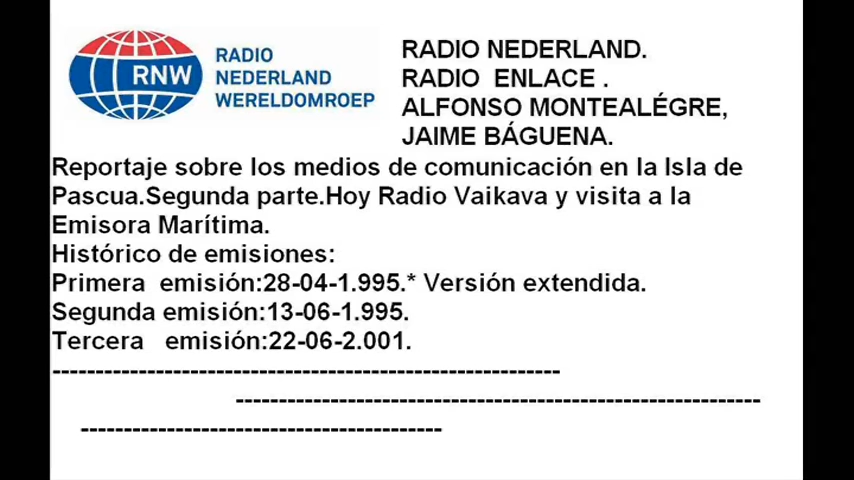 RNW
RADIO
NEDERLAND
WERELDOMROEP
RADIO NEDERLAND.
RADIO ENLACE .
ALFONSO MONTEALÉGRE,
JAIME BÁGUENA.
Reportaje sobre los medios de comunicación en la Isla de
Pascua.Segunda parte.Hoy Radio Vaikava y visita a la
Emisora Marítima.
Histórico de emisiones:
Primera emisión:28-04-1.995.* Versión extendida.
Segunda emisión:13-06-1.995.
Tercera emisión:22-06-2.001.
-----------------------------------------------------------
-------------------------------------------------------------
------------------------------------------